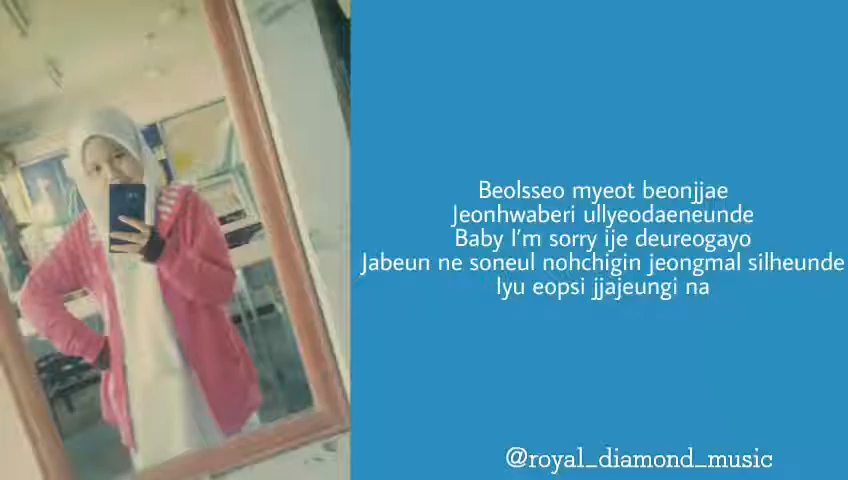 Beolsseo myeot beonjjae
Jeonhwaberi ullyeodaeneunde
Baby I'm sorry ije deureogayo
Jabeun ne soneul nohchigin jeongmal silheunde
Iyu eopsi jjajeungi na
@royal_diamond_music